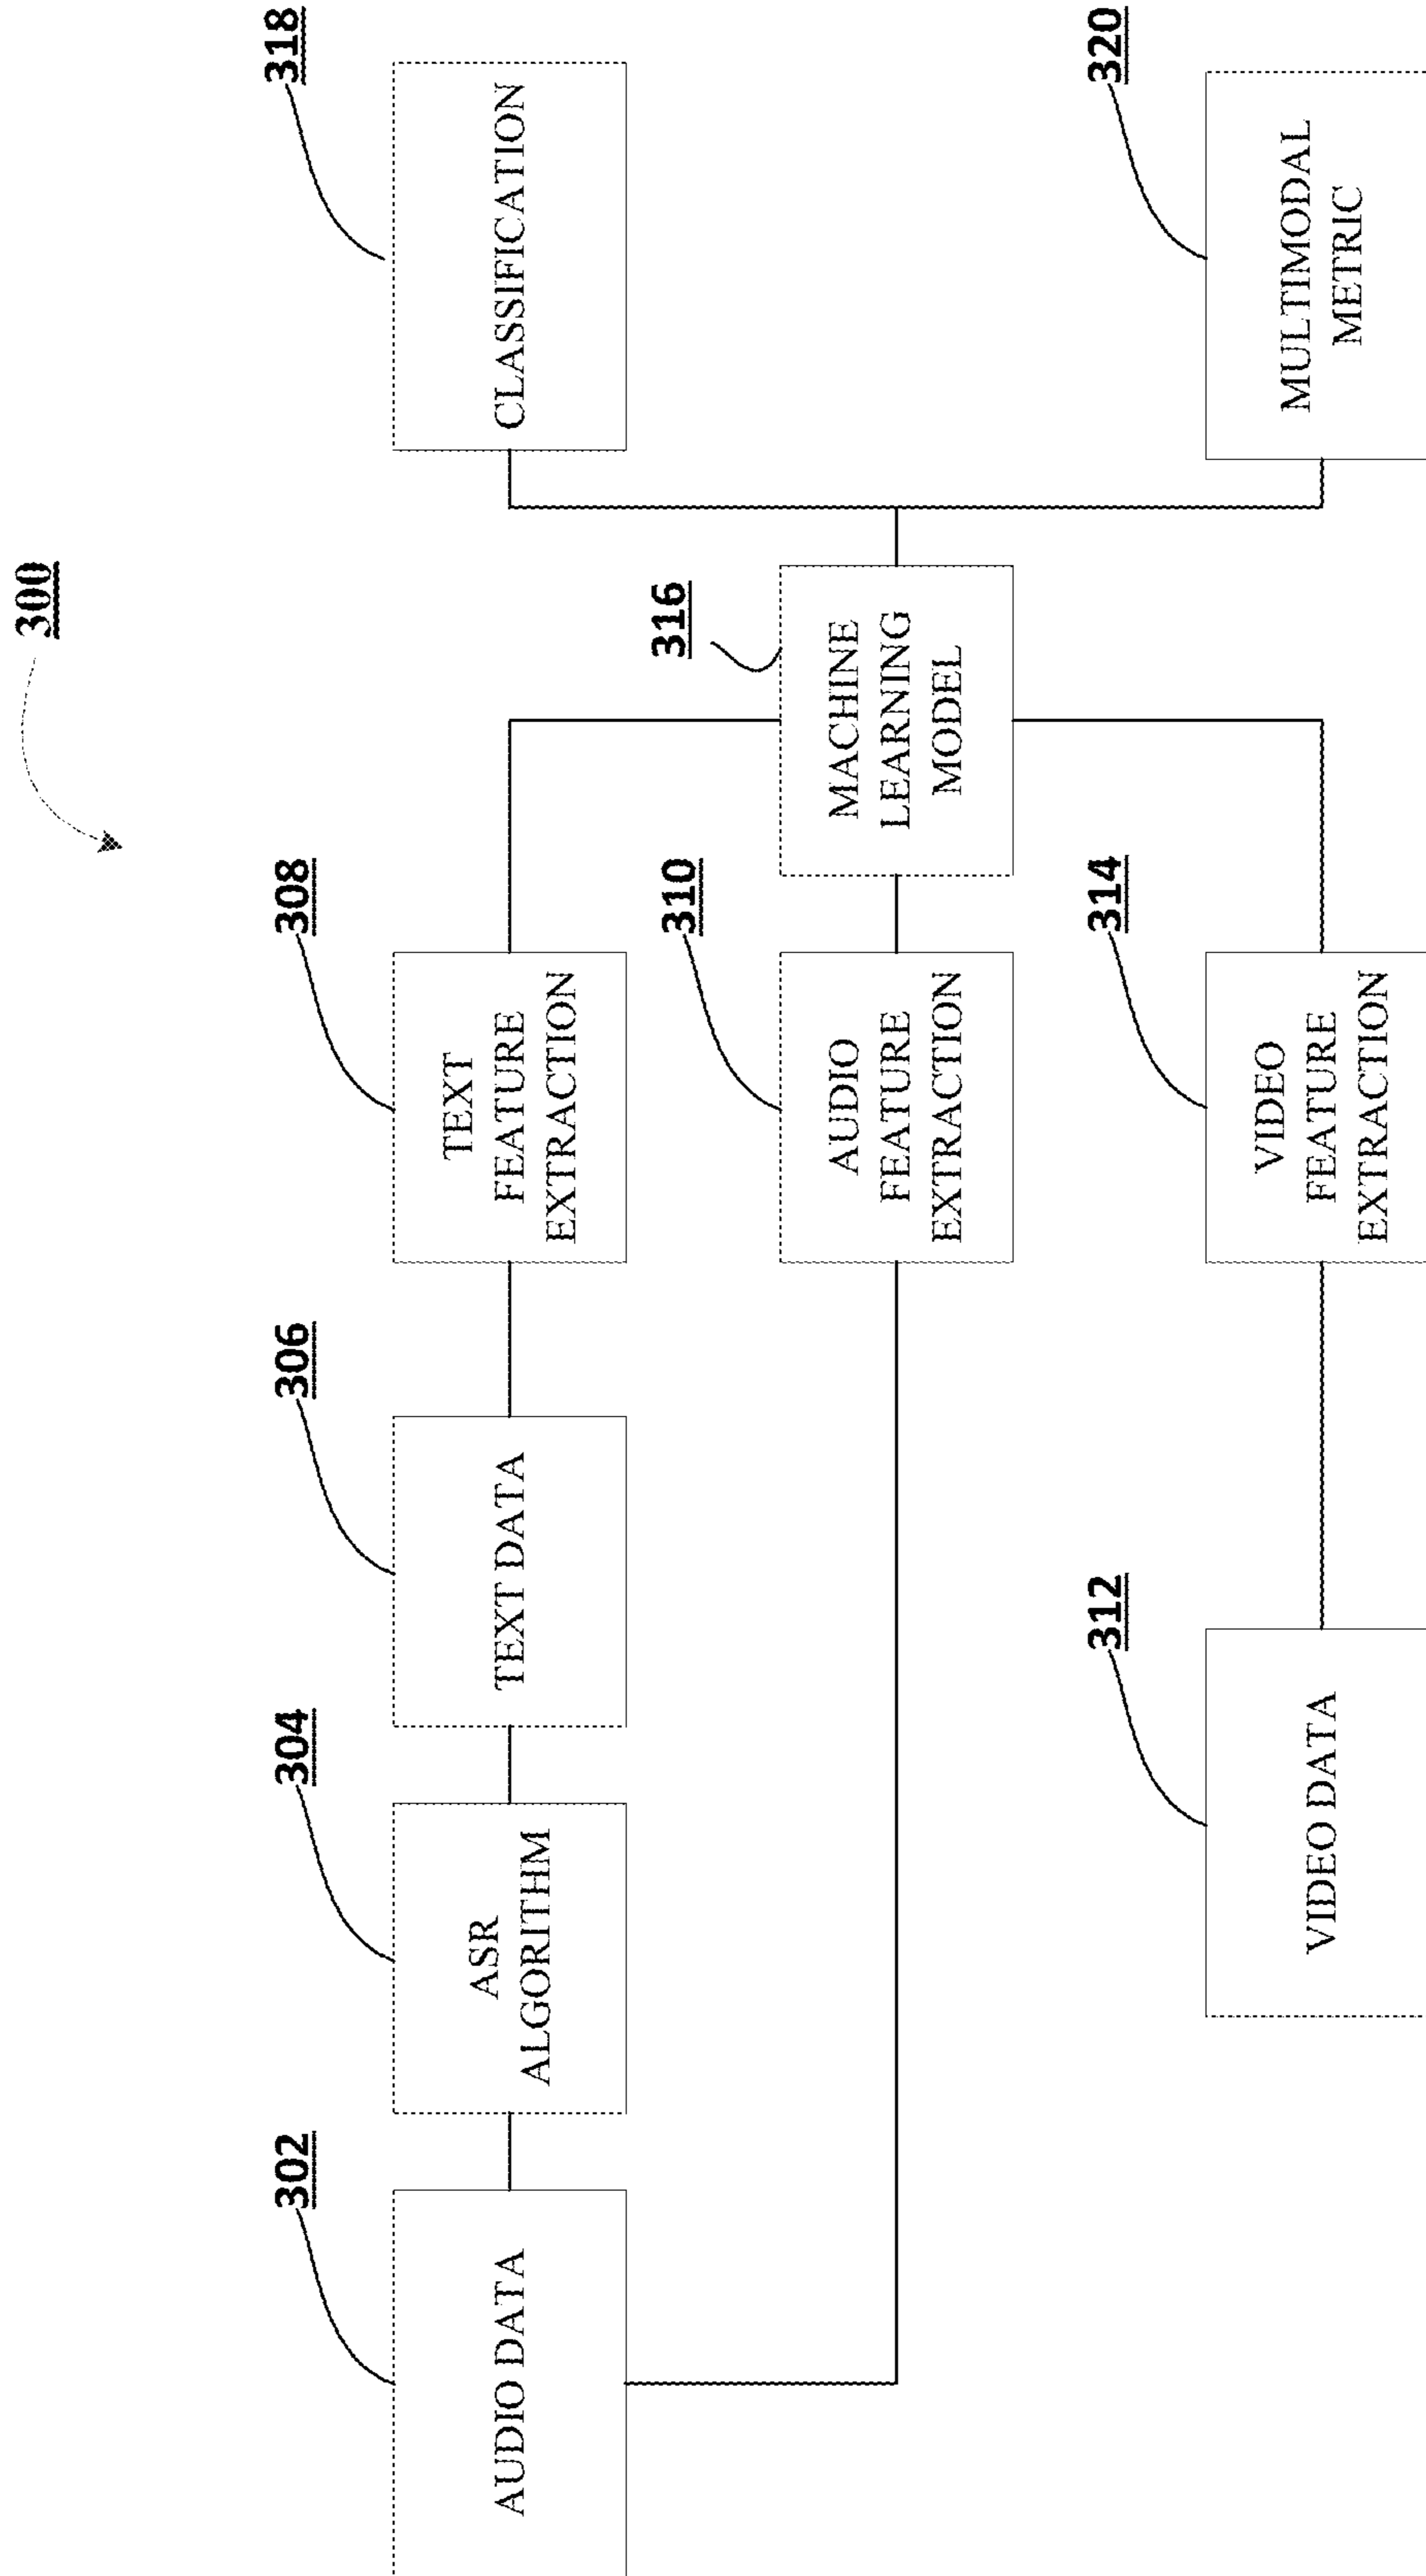 300
302
AUDIO DATA
304
ASR
ALGORITHM
306
TEXT DATA
308
TEXT
FEATURE
EXTRACTION
318
CLASSIFICATION
310
AUDIO
FEATURE
EXTRACTION
316
MACHINE
LEARNING
MODEL
312
VIDEO DATA
314
VIDEO
FEATURE
EXTRACTION
320
MULTIMODAL
METRIC